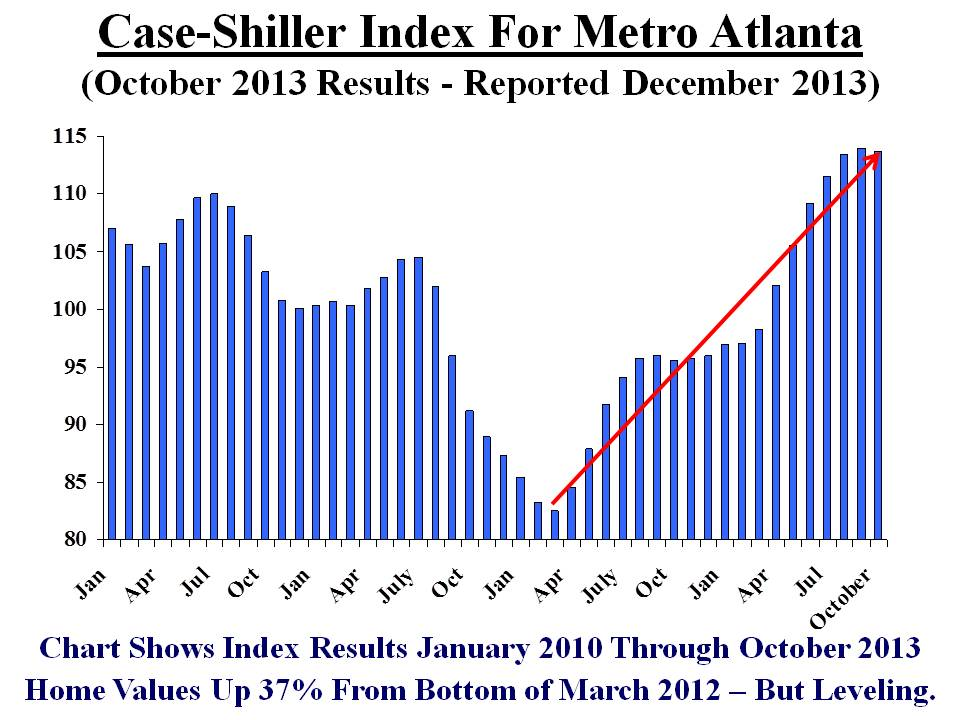 Case-Shiller Index For Metro Atlanta
(October 2013 Results - Reported December 2013)
115
110
105
100
95
90
85
80
Jan Apr Jul Oct Jan Apr July Oct Jan Apr July Oct Jan Apr Jul October
Chart Shows Index Results January 2010 Through October 2013
Home Values Up 37% From Bottom of March 2012 – But Leveling.